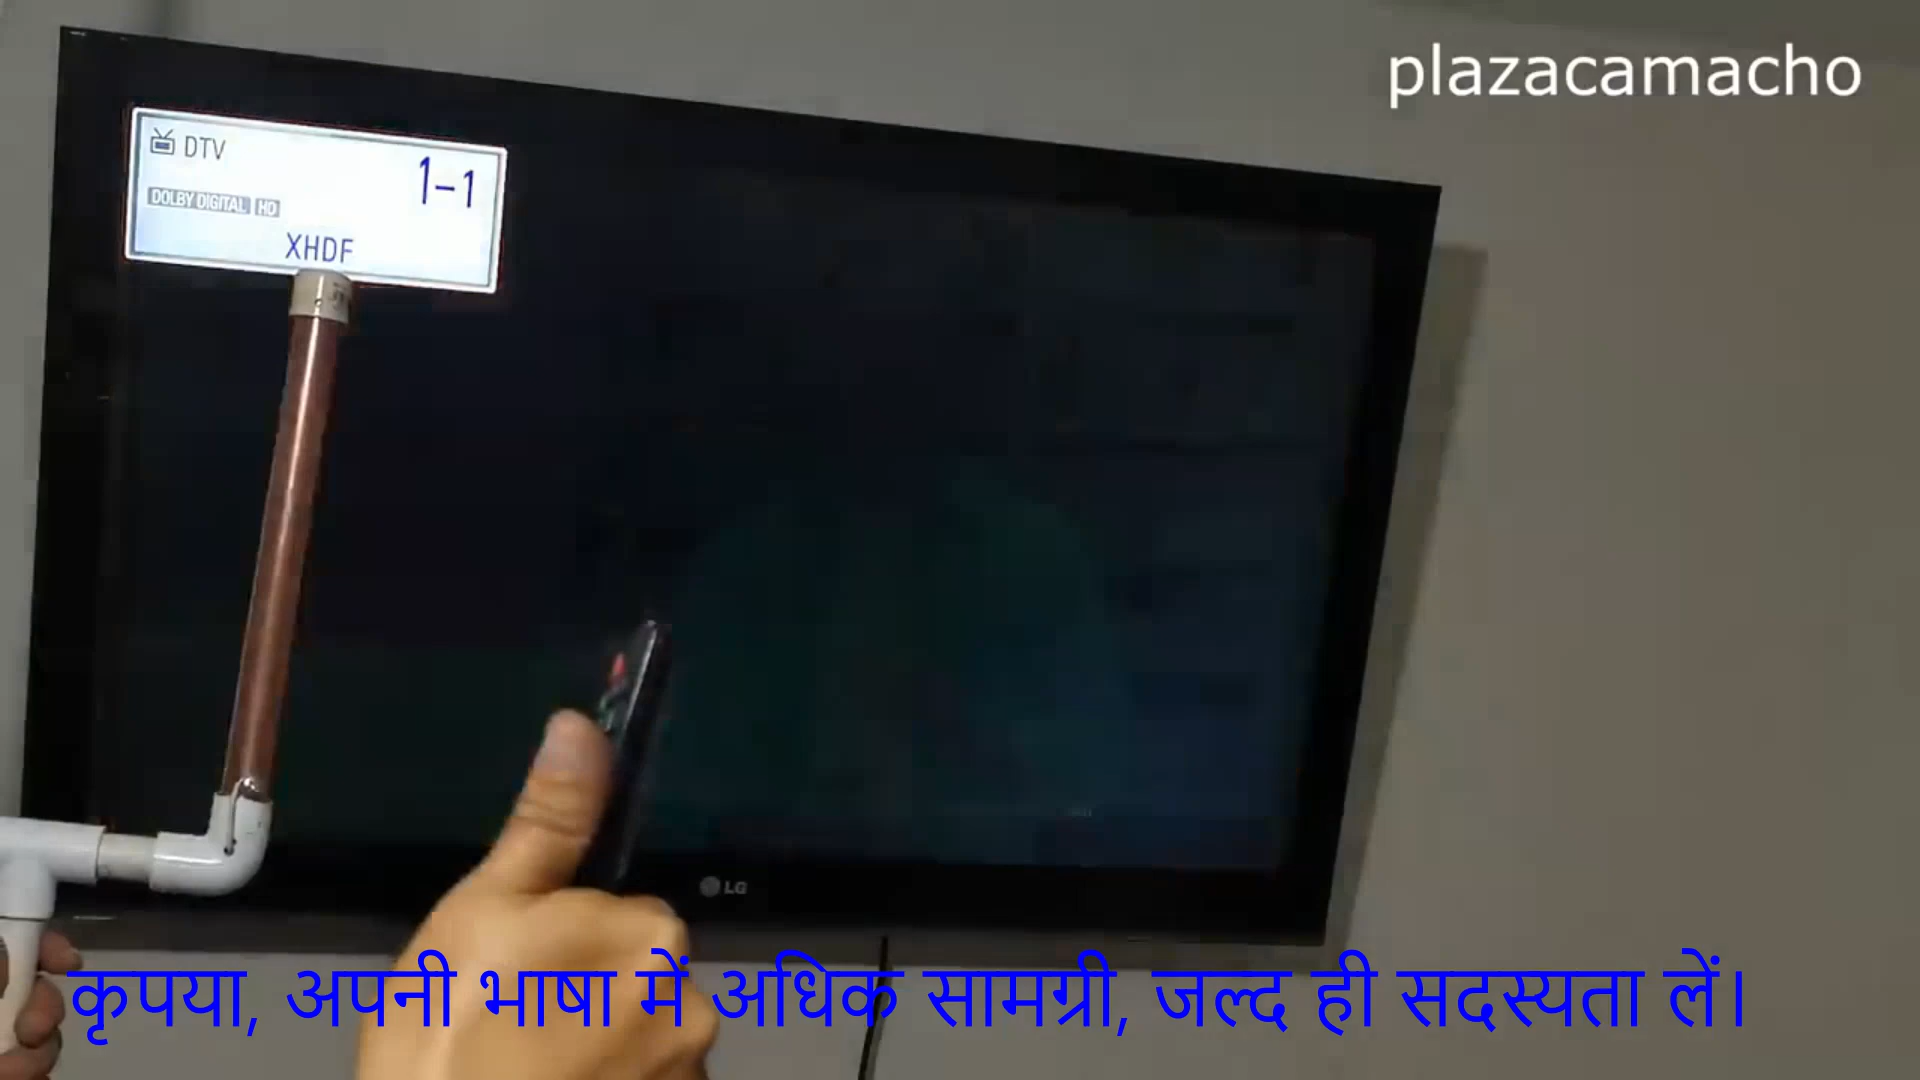 plazacamacho
DTV
1-1
DOLBY DIGITAL HD
XHDF
LG
कृपया, अपनी भाषा में अधिक सामग्री, जल्द ही सदस्यता लें।